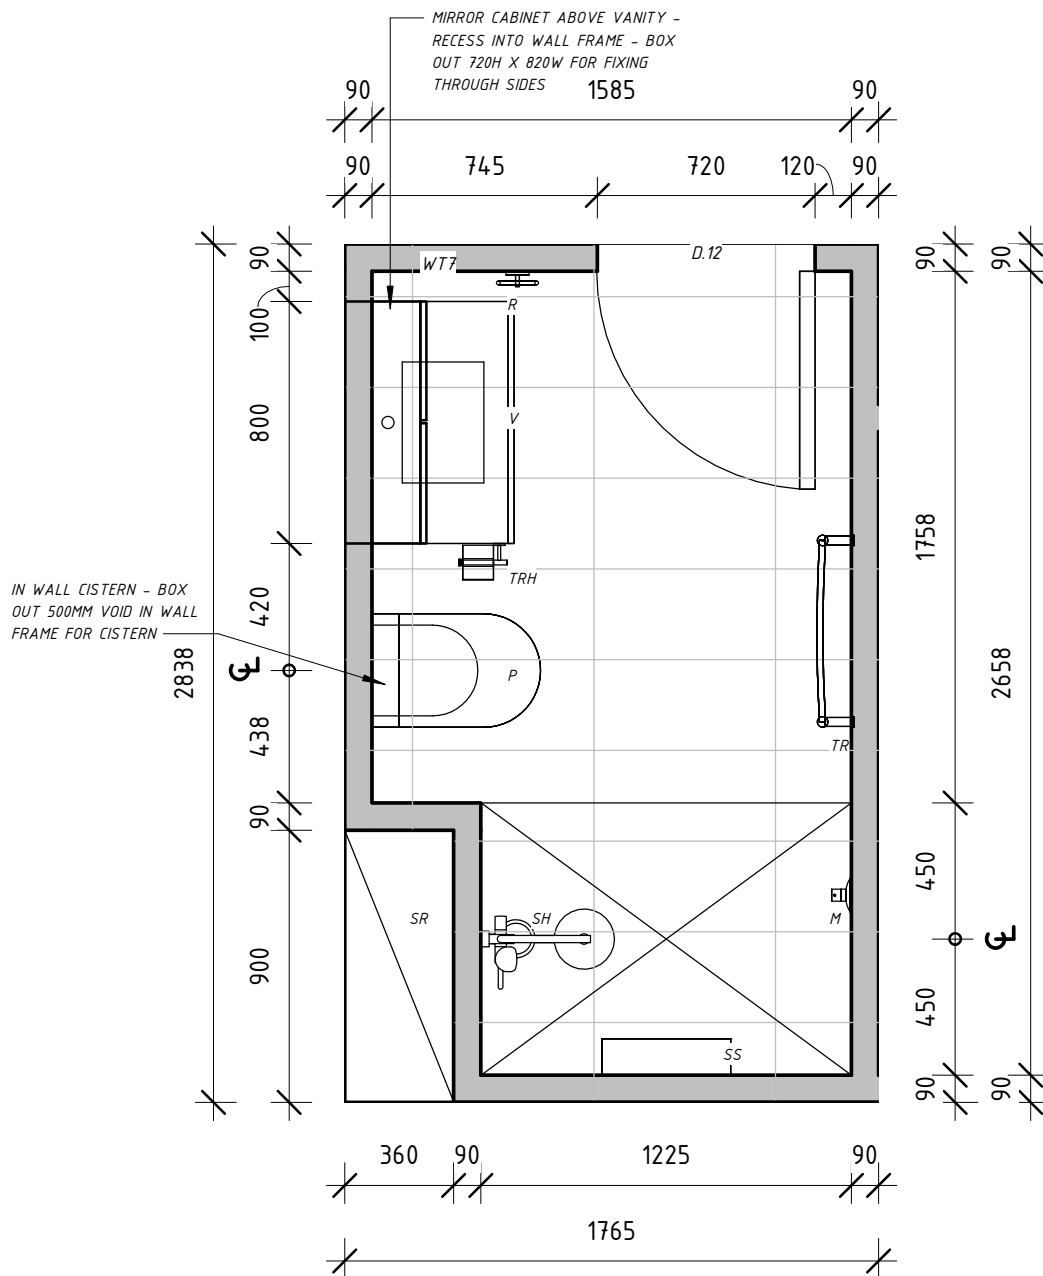 MIRROR CABINET ABOVE VANITY -
RECESS INTO WALL FRAME - BOX
OUT 720H X 820W FOR FIXING
THROUGH SIDES
90
1585
90
90
745
720
120
90
90
WT7
D.12
90
90
100
R
800
V
1758
IN WALL CISTERN - BOX
OUT 500MM VOID IN WALL
FRAME FOR CISTERN
420
TRH
2838
℄
P
2658
438
TR
90
450
SR
SH
M
900
℄
450
SS
90
90
360
90
1225
90
1765